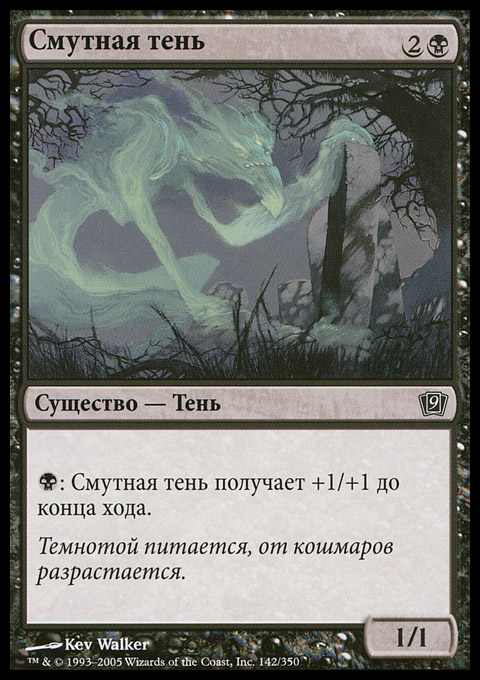 Смутная тень
2
Существо — Тень
9
: Смутная тень получает +1/+1 до
конца хода.
Темнотой питается, от кошмаров
разрастается.
1/1
Kev Walker
™ & © 1993–2005 Wizards of the Coast, Inc. 142/350